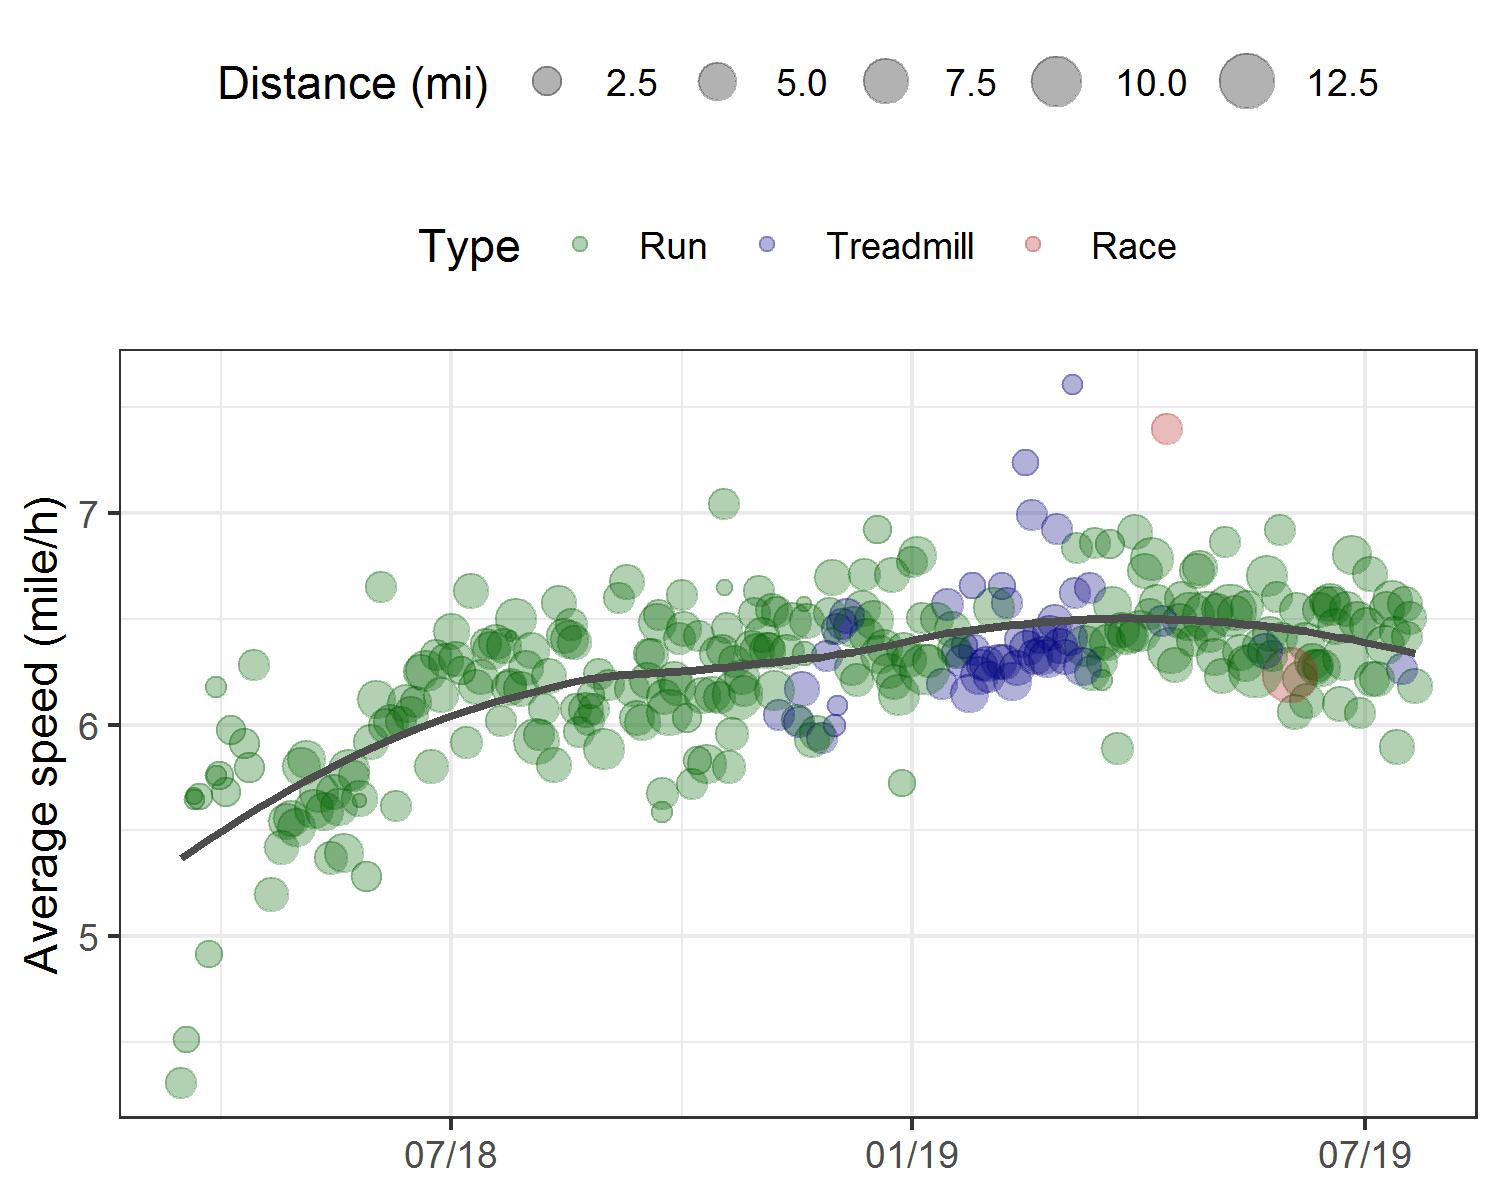 Distance (mi) 2.5 5.0 7.5 10.0 12.5
Type Run Treadmill Race
Average speed (mile/h)
7
6
5
07/18 01/19 07/19